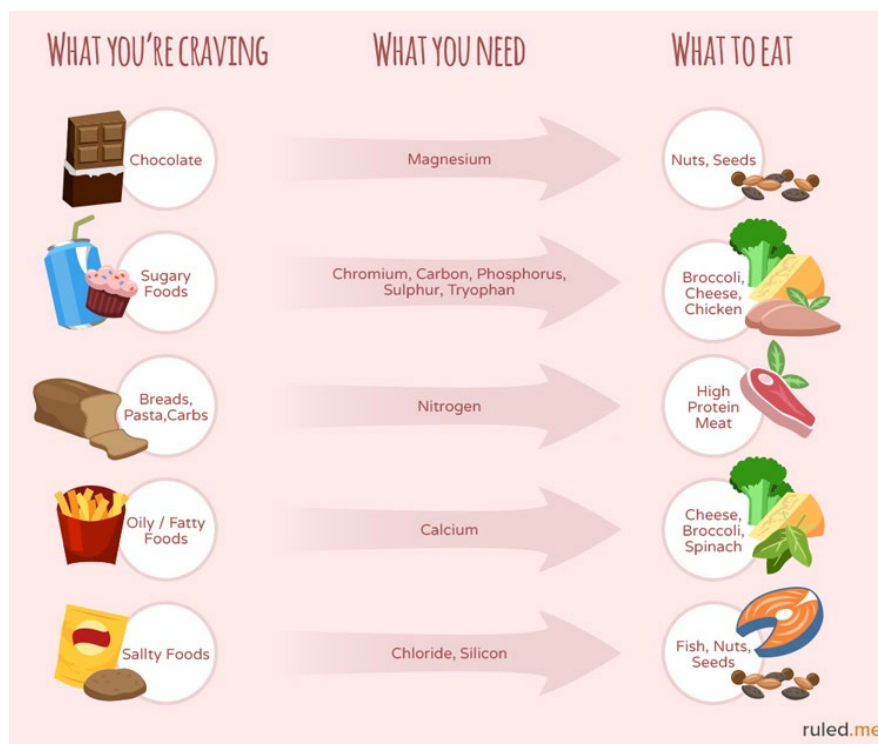 WHAT YOU'RE CRAVING
WHAT YOU NEED
WHAT TO EAT
Chocolate
Magnesium
Nuts, Seeds
Sugary
Foods
Chromium, Carbon, Phosphorus,
Sulphur, Tryophan
Broccoli,
Cheese,
Chicken
Breads,
Pasta,Carbs
Nitrogen
High
Protein
Meat
Oily / Fatty
Foods
Calcium
Cheese,
Broccoli,
Spinach
Sallty Foods
Chloride, Silicon
Fish, Nuts,
Seeds
ruled.me